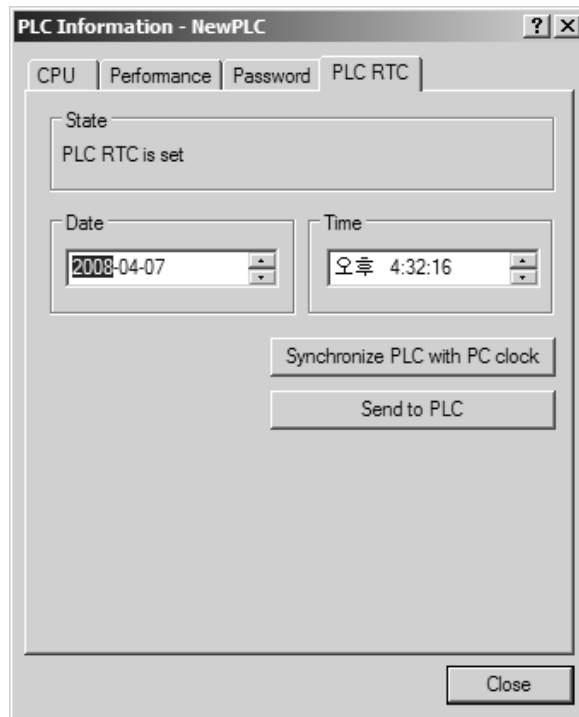 PLC Information - NewPLC
CPU Performance Password PLC RTC
State
PLC RTC is set
Date Time
2008-04-07 오후 4:32:16
Synchronize PLC with PC clock
Send to PLC
Close